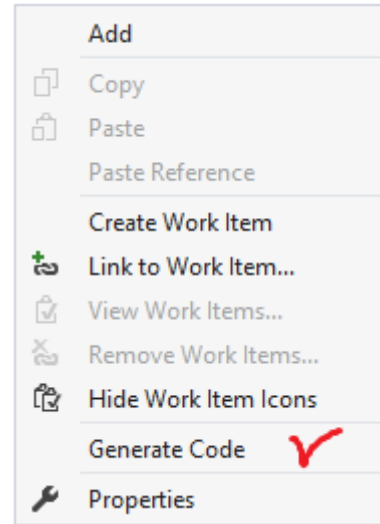 Add
Copy
Paste
Paste Reference
Create Work Item
Link to Work Item...
View Work Items...
Remove Work Items...
Hide Work Item Icons
Generate Code
Properties